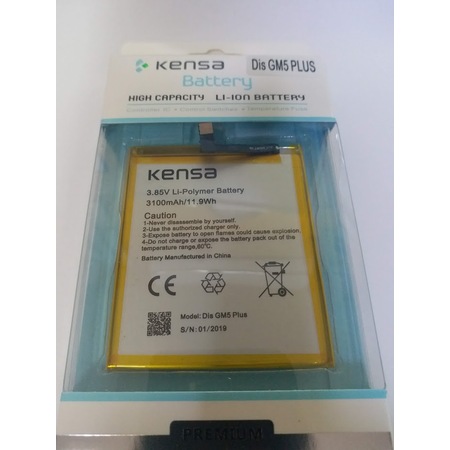 Kensa
Dis GM5 PLUS
Battery
HIGH CAPACITY LI-ION BATTERY
Kensa
3.85V Li-Polymer Battery
3100mAh/11.9Wh
Caution
1-Never disassemble by yourself.
2-Use the authorized charger only.
3-Expose battery to open flames could cause explosion.
4-Do not charge or expose the battery pack out of the
temperature range,60℃.
Battery Manufactured in China
CE
Model: Dis GM5 Plus
S/N:01/2019
PREMIUM